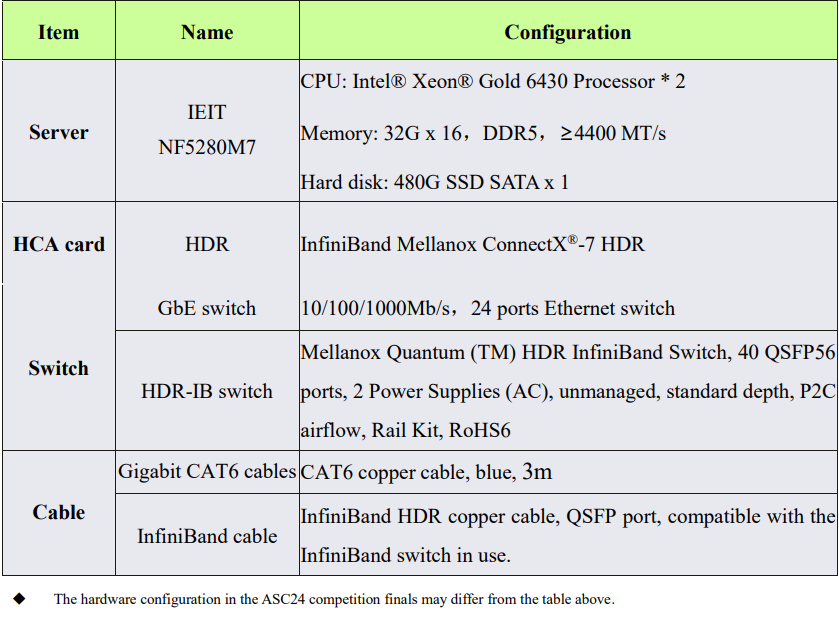 Item Name Configuration
CPU: Intel® Xeon® Gold 6430 Processor * 2
Server IEIT
NF5280M7
Memory: 32G x 16，DDR5，≥4400 MT/s
Hard disk: 480G SSD SATA x 1
HCA card HDR InfiniBand Mellanox ConnectX®-7 HDR
Switch GbE switch 10/100/1000Mb/s，24 ports Ethernet switch
HDR-IB switch Mellanox Quantum (TM) HDR InfiniBand Switch, 40 QSFP56
ports, 2 Power Supplies (AC), unmanaged, standard depth, P2C
airflow, Rail Kit, RoHS6
Cable Gigabit CAT6 cables CAT6 copper cable, blue, 3m
InfiniBand cable InfiniBand HDR copper cable, QSFP port, compatible with the
InfiniBand switch in use.
◆ The hardware configuration in the ASC24 competition finals may differ from the table above.